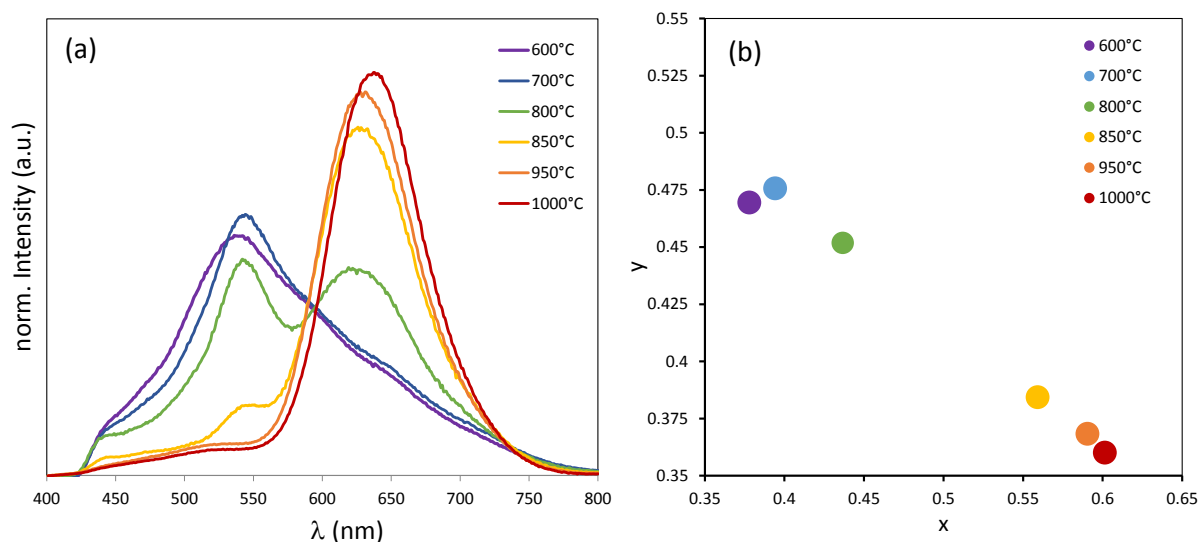 (a)
600°C
700°C
800°C
850°C
950°C
1000°C
norm. Intensity (a.u.)
400 450 500 550 600 650 700 750 800
λ (nm)
(b)
600°C
700°C
800°C
850°C
950°C
1000°C
0.55
0.525
0.5
0.475
0.45
0.425
0.4
0.375
0.35
y
0.35 0.4 0.45 0.5 0.55 0.6 0.65
x